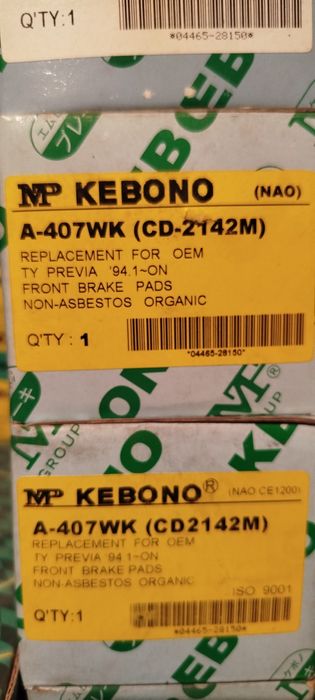 Q'TY:1
*04465-28150*
MP KEBONO (NAO)
A-407WK (CD-2142M)
REPLACEMENT FOR OEM
TY PREVIA '94.1~ON
FRONT BRAKE PADS
NON-ASBESTOS ORGANIC
Q'TY : 1
*04465-28150*
GROUP
MP KEBONO® (NAO CE1200)
A-407WK (CD2142M)
REPLACEMENT FOR OEM
TY PREVIA 94.1~ON
FRONT BRAKE PADS
NON-ASBESTOS ORGANIC
ISO 9001
Q'TY:1
*04465-28150*
GROUP